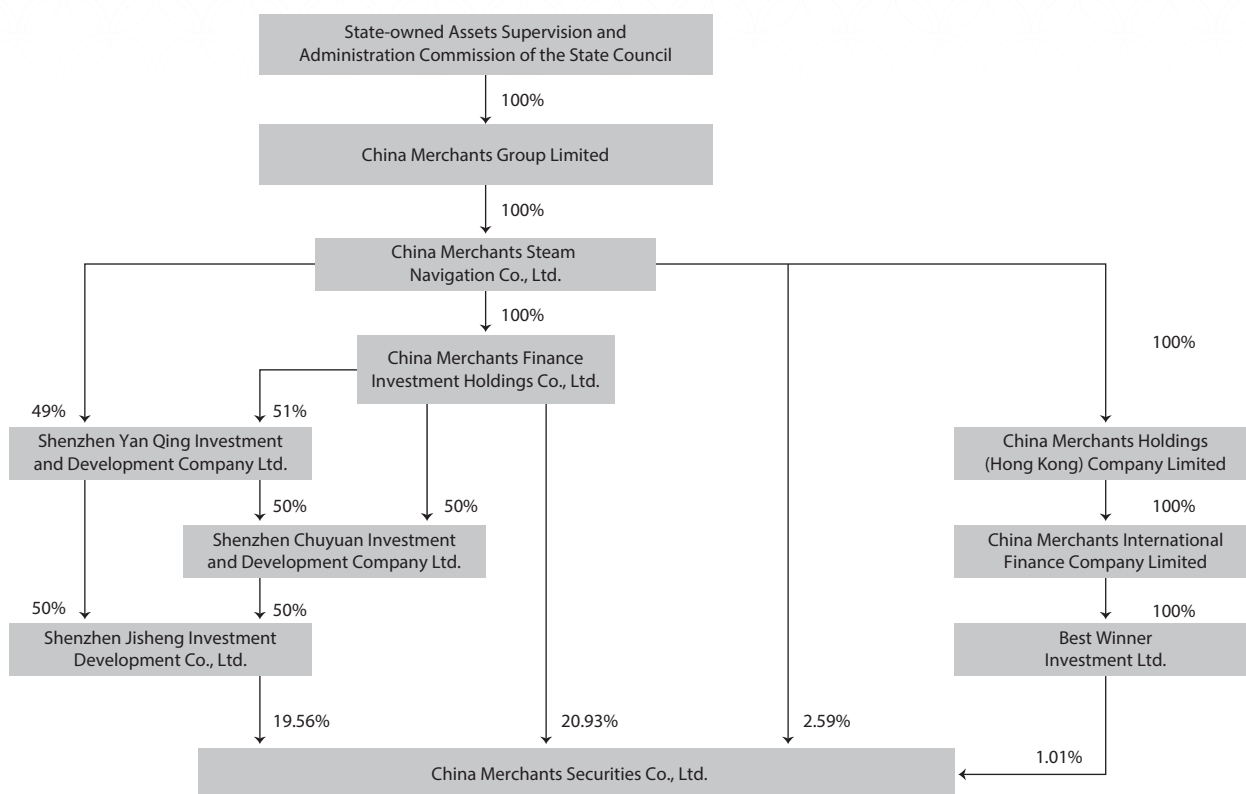 State-owned Assets Supervision and
Administration Commission of the State Council
100%
China Merchants Group Limited
100%
China Merchants Steam
Navigation Co., Ltd.
100%
China Merchants Finance
Investment Holdings Co., Ltd.
100%
49%
51%
Shenzhen Yan Qing Investment
and Development Company Ltd.
China Merchants Holdings
(Hong Kong) Company Limited
50%
50%
100%
Shenzhen Chuyuan Investment
and Development Company Ltd.
China Merchants International
Finance Company Limited
50%
50%
100%
Shenzhen Jisheng Investment
Development Co., Ltd.
Best Winner
Investment Ltd.
19.56%
20.93%
2.59%
1.01%
China Merchants Securities Co., Ltd.